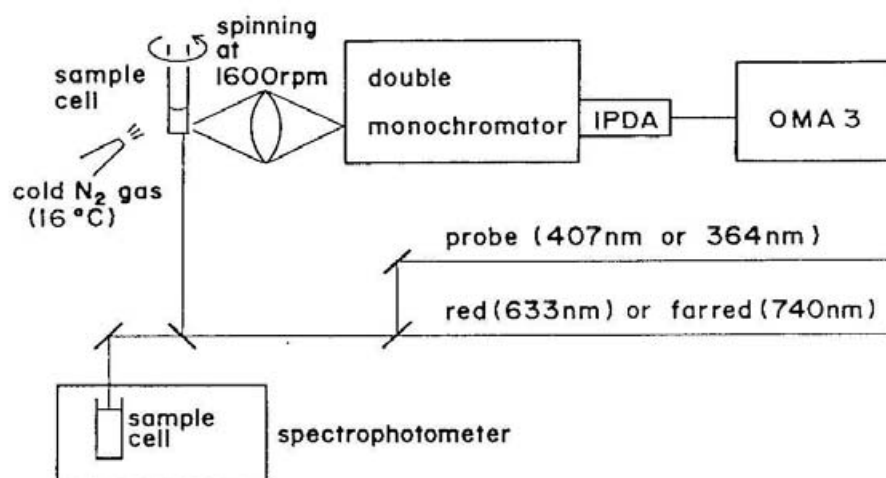 spinning
at
1600rpm
sample
cell
cold N₂ gas
(16°C)
double
monochromator
IPDA
OMA 3
probe (407nm or 364nm)
red(633nm) or farred(740nm)
sample
cell
spectrophotometer